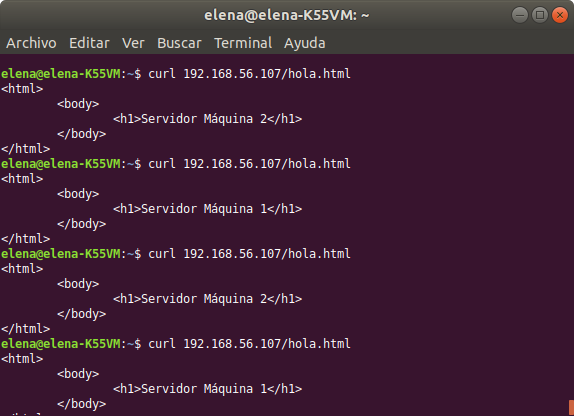 elena@elena-K55VM: ~
Archivo Editar Ver Buscar Terminal Ayuda
elena@elena-K55VM:~$ curl 192.168.56.107/hola.html
<html>
        <body>
                <h1>Servidor Máquina 2</h1>
        </body>
</html>
elena@elena-K55VM:~$ curl 192.168.56.107/hola.html
<html>
        <body>
                <h1>Servidor Máquina 1</h1>
        </body>
</html>
elena@elena-K55VM:~$ curl 192.168.56.107/hola.html
<html>
        <body>
                <h1>Servidor Máquina 2</h1>
        </body>
</html>
elena@elena-K55VM:~$ curl 192.168.56.107/hola.html
<html>
        <body>
                <h1>Servidor Máquina 1</h1>
        </body>